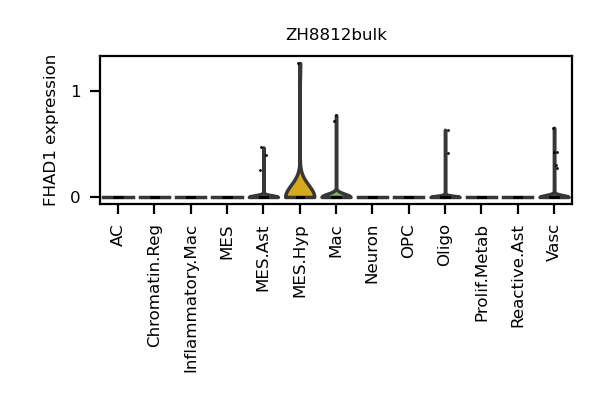 ZH8812bulk
FHAD1 expression
1
0
AC
Chromatin.Reg
Inflammatory.Mac
MES
MES.Ast
MES.Hyp
Mac
Neuron
OPC
Oligo
Prolif.Metab
Reactive.Ast
Vasc